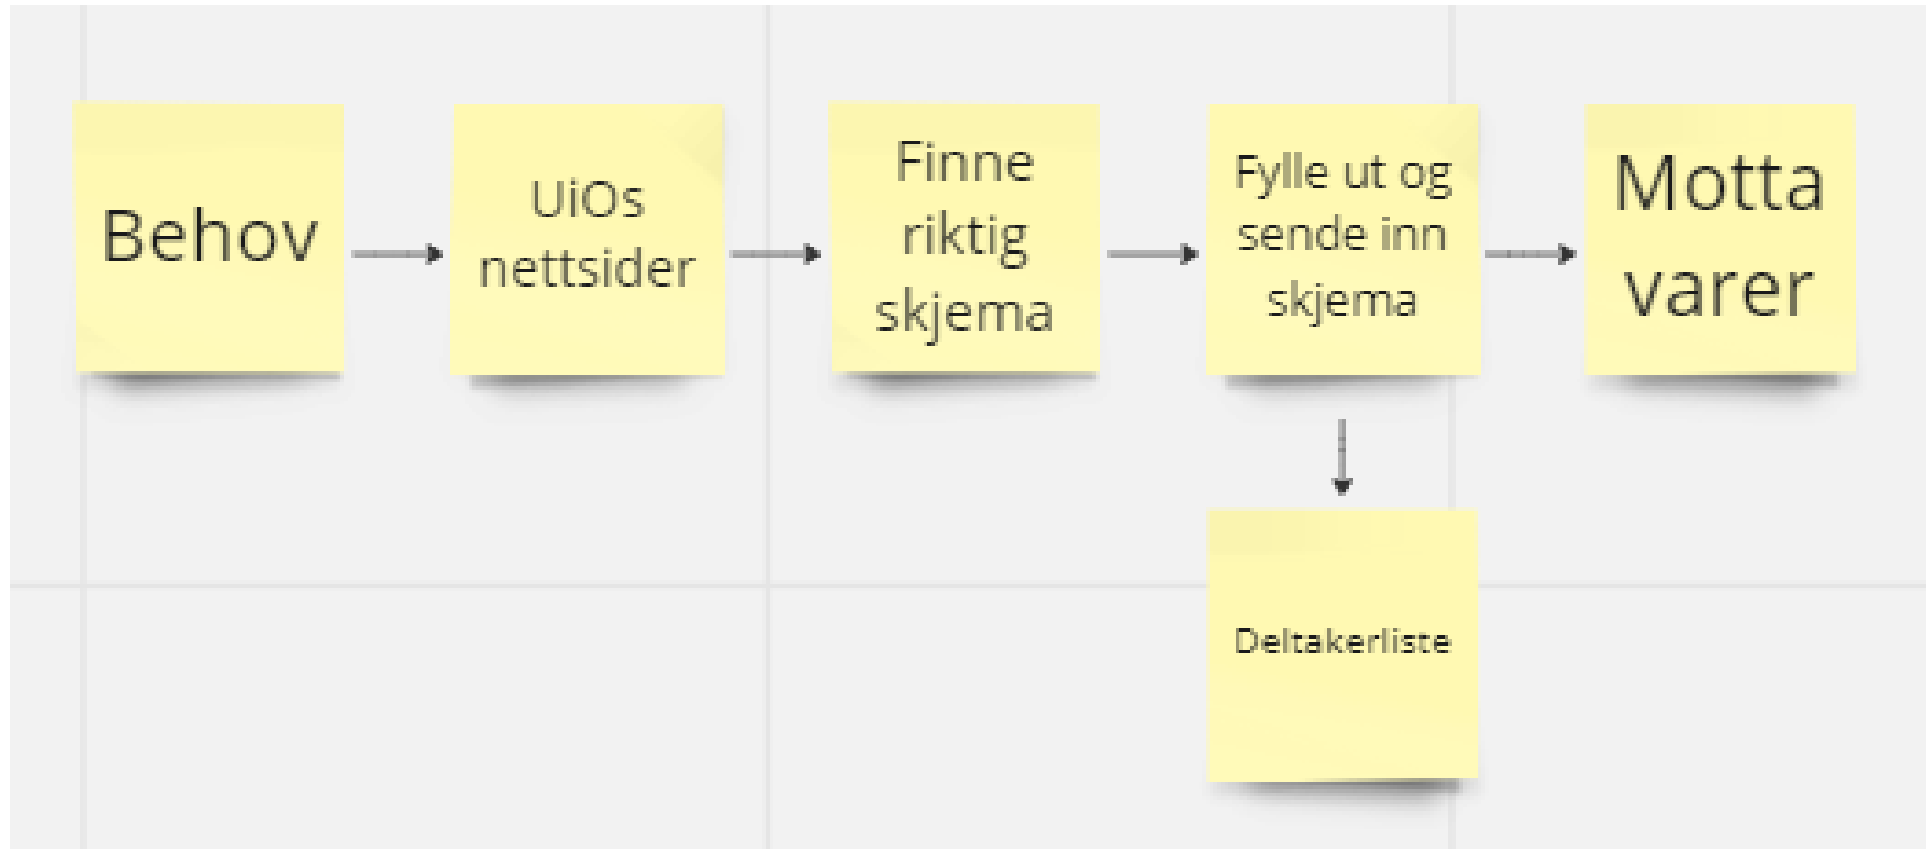 Behov
UiOs
nettsider
Finne
riktig
skjema
Fylle ut og
sende inn
skjema
Motta
varer
Deltakerliste